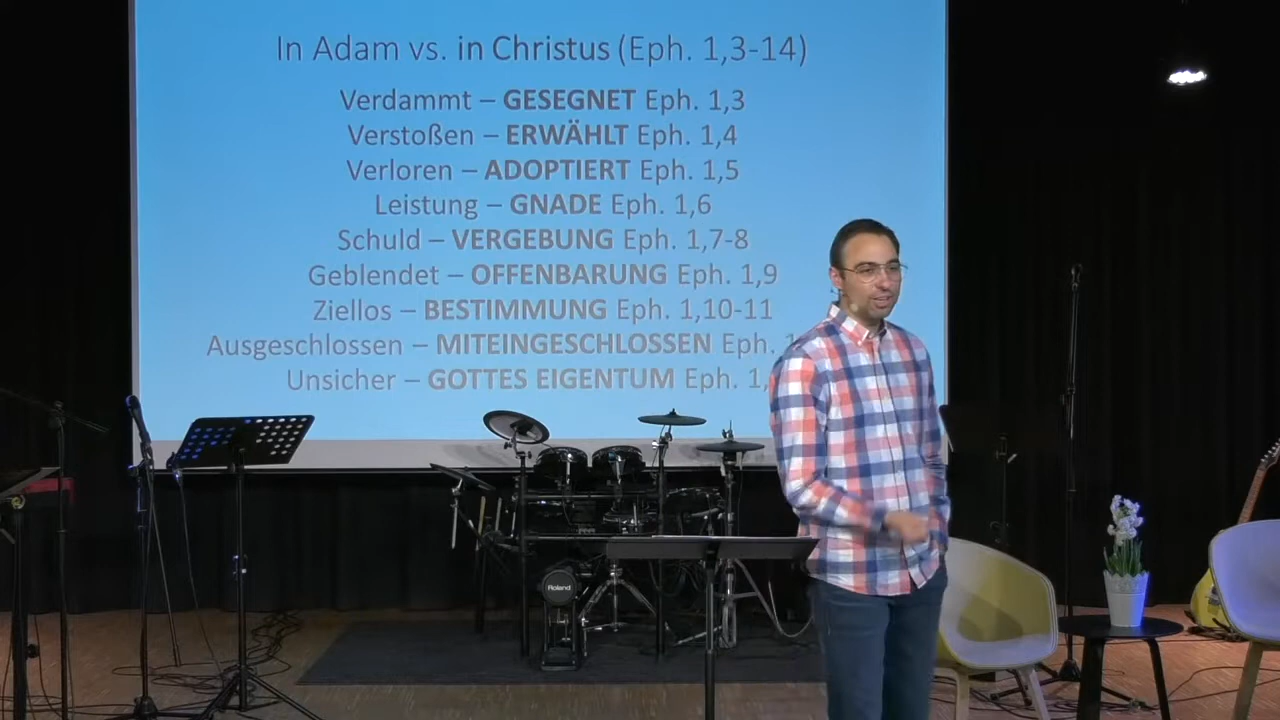 In Adam vs. in Christus (Eph. 1,3-14)
Verdammt – GESEGNET Eph. 1,3
Verstoßen – ERWÄHLT Eph. 1,4
Verloren – ADOPTIERT Eph. 1,5
Leistung – GNADE Eph. 1,6
Schuld – VERGEBUNG Eph. 1,7-8
Geblendet – OFFENBARUNG Eph. 1,9
Ziellos – BESTIMMUNG Eph. 1,10-11
Ausgeschlossen – MITEINGESCHLOSSEN Eph. 1
Unsicher – GOTTES EIGENTUM Eph. 1,
Roland